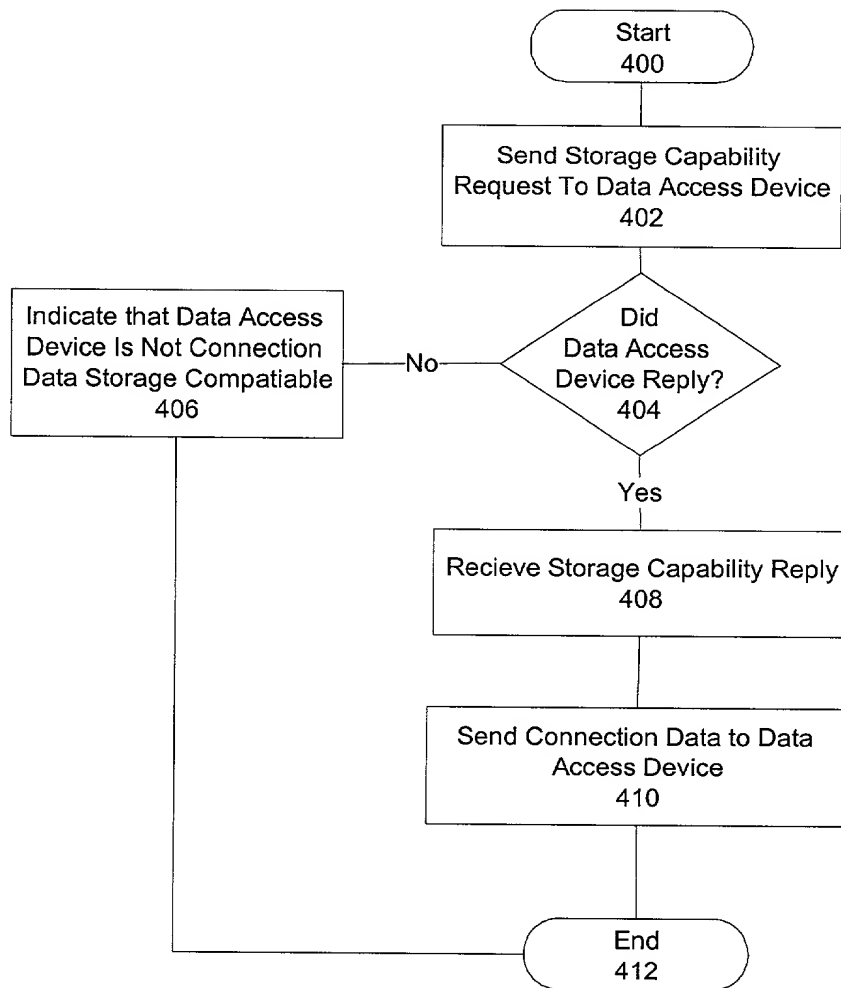 Start
400
Send Storage Capability
Request To Data Access Device
402
Did
Data Access
Device Reply?
404
No
Indicate that Data Access
Device Is Not Connection
Data Storage Compatiable
406
Yes
Recieve Storage Capability Reply
408
Send Connection Data to Data
Access Device
410
End
412